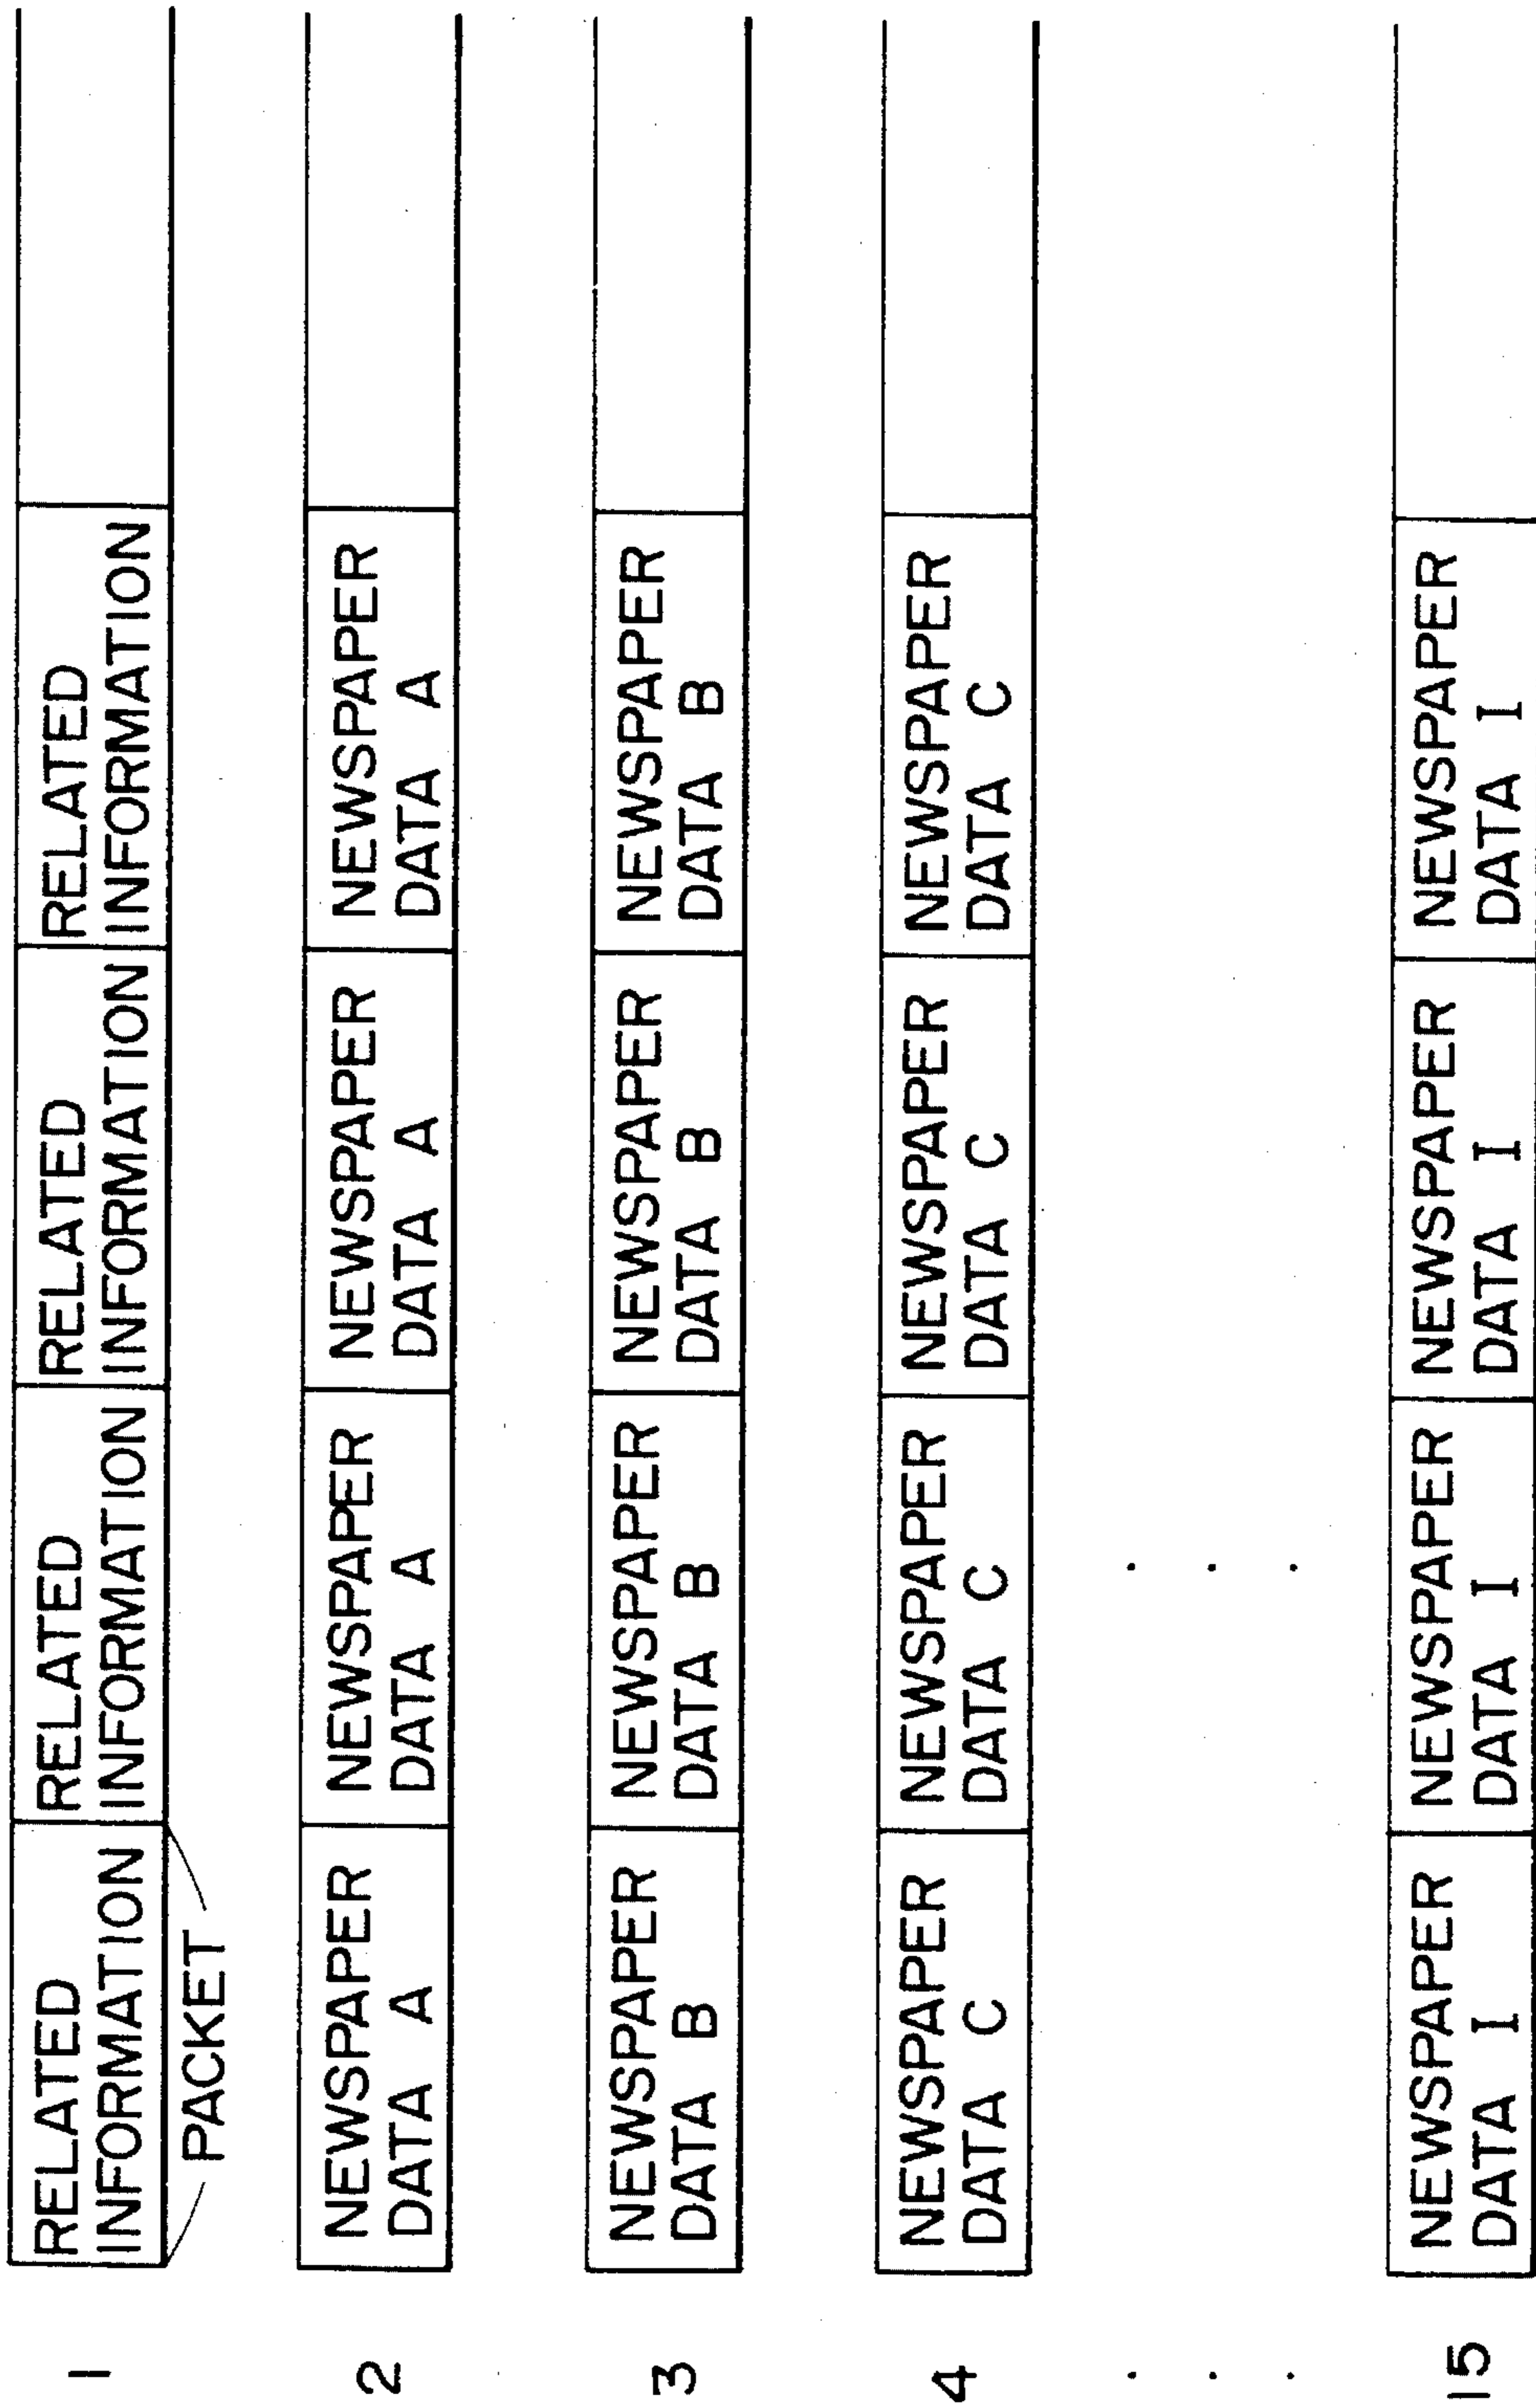 1
RELATED
INFORMATION
RELATED
INFORMATION
RELATED
INFORMATION
RELATED
INFORMATION
PACKET
2
NEWSPAPER
DATA A
NEWSPAPER
DATA A
NEWSPAPER
DATA A
NEWSPAPER
DATA A
3
NEWSPAPER
DATA B
NEWSPAPER
DATA B
NEWSPAPER
DATA B
NEWSPAPER
DATA B
4
NEWSPAPER
DATA C
NEWSPAPER
DATA C
NEWSPAPER
DATA C
NEWSPAPER
DATA C
. . .
. . .
15
NEWSPAPER
DATA I
NEWSPAPER
DATA I
NEWSPAPER
DATA I
NEWSPAPER
DATA I